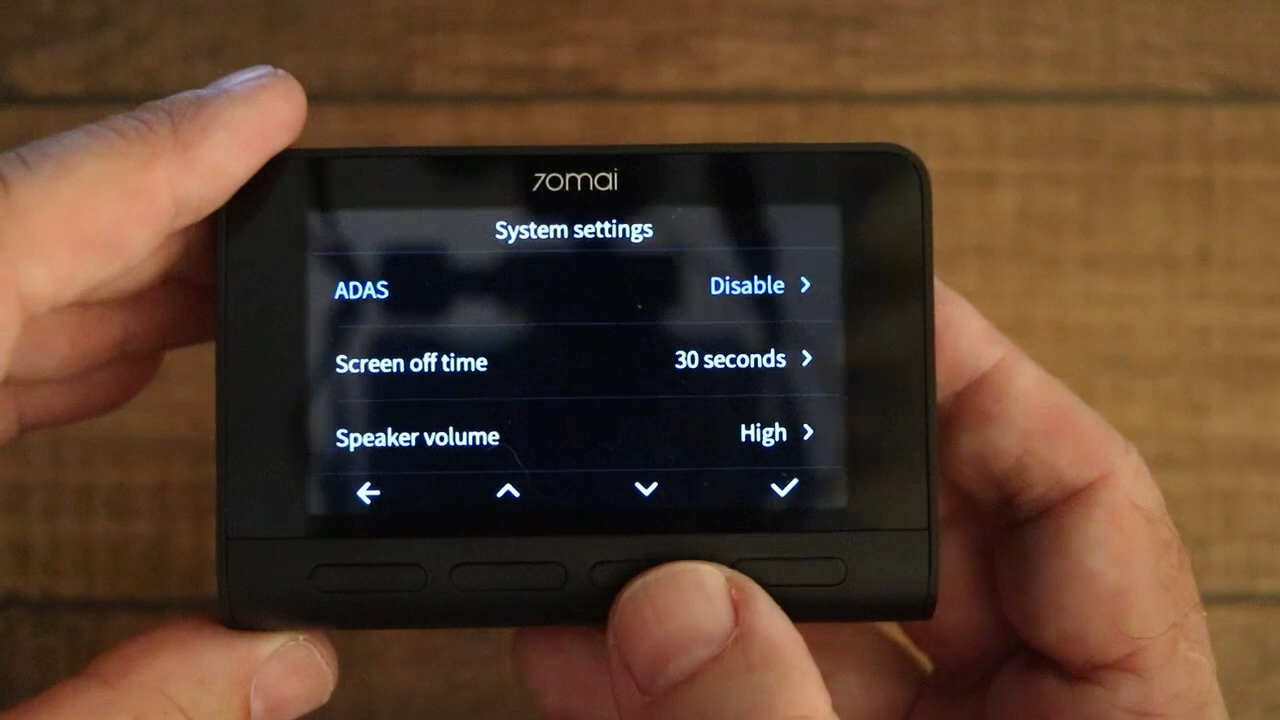 70mai
System settings
ADAS Disable
Screen off time 30 seconds
Speaker volume High